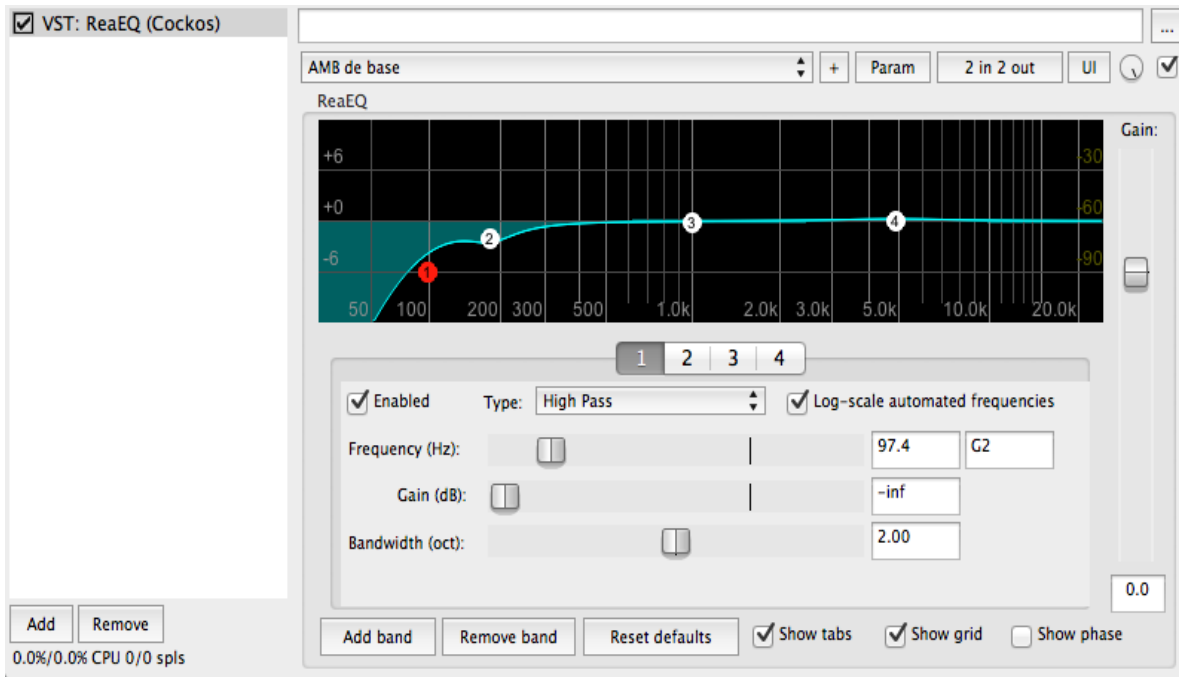 VST: ReaEQ (Cockos)
...
AMB de base + Param 2 in 2 out UI
ReaEQ
Gain:
+6 -30
+0 -60
-6 -90
1 2 3 4
50 100 200 300 500 1.0k 2.0k 3.0k 5.0k 10.0k 20.0k
1 2 3 4
Enabled Type: High Pass Log-scale automated frequencies
Frequency (Hz): 97.4 G2
Gain (dB): -inf
Bandwidth (oct): 2.00
0.0
Add Remove Add band Remove band Reset defaults Show tabs Show grid Show phase
0.0%/0.0% CPU 0/0 spls